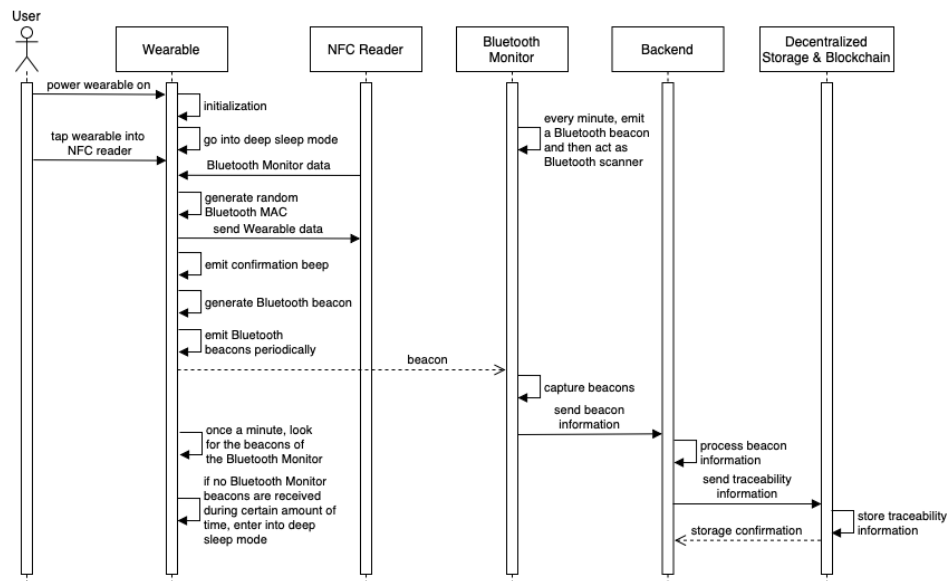 User
Wearable
NFC Reader
Bluetooth
Monitor
Backend
Decentralized
Storage & Blockchain
power wearable on
initialization
tap wearable into
NFC reader
go into deep sleep mode
every minute, emit
a Bluetooth beacon
and then act as
Bluetooth scanner
Bluetooth Monitor data
generate random
Bluetooth MAC
send Wearable data
emit confirmation beep
generate Bluetooth beacon
emit Bluetooth
beacons periodically
beacon
capture beacons
send beacon
information
once a minute, look
for the beacons of
the Bluetooth Monitor
process beacon
information
if no Bluetooth Monitor
beacons are received
during certain amount of
time, enter into deep
sleep mode
send traceability
information
store traceability
information
storage confirmation